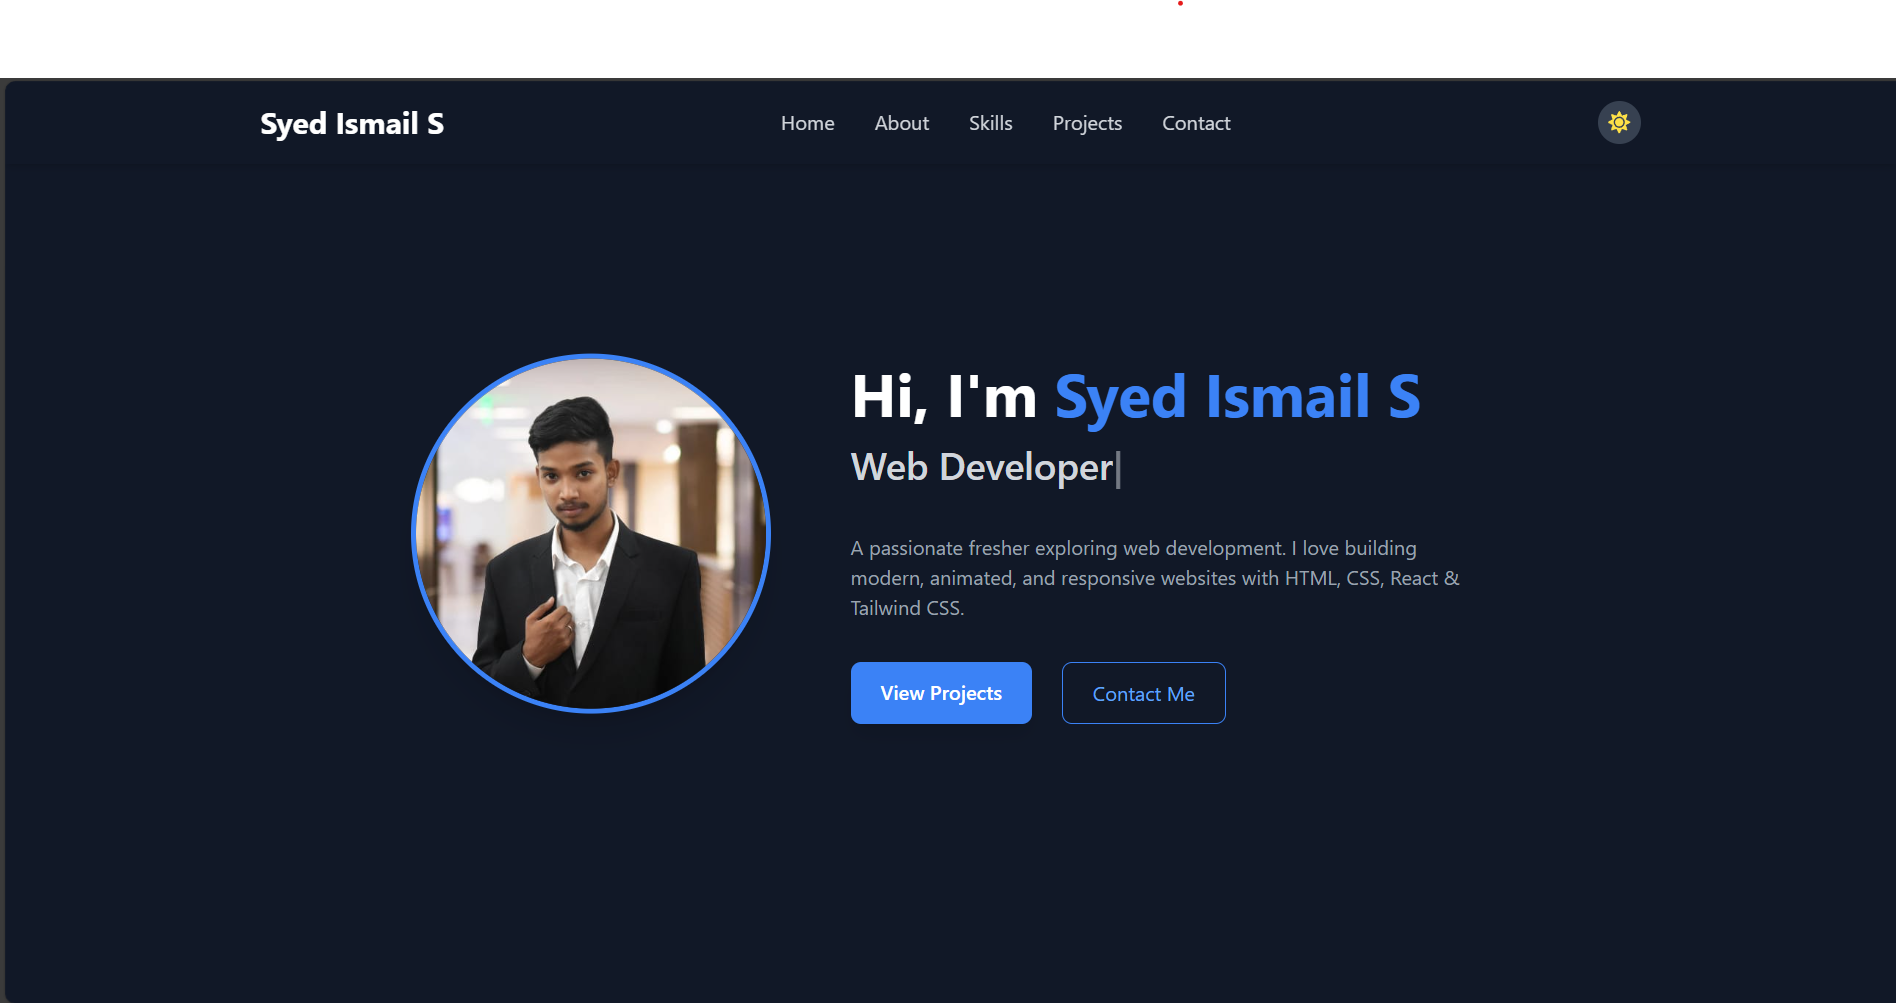 Syed Ismail S
Home About Skills Projects Contact
Hi, I'm Syed Ismail S
Web Developer|
A passionate fresher exploring web development. I love building
modern, animated, and responsive websites with HTML, CSS, React &
Tailwind CSS.
View Projects Contact Me